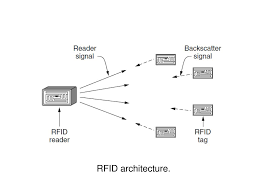 Reader
signal
Backscatter
signal
RFID
reader
RFID
tag
RFID architecture.